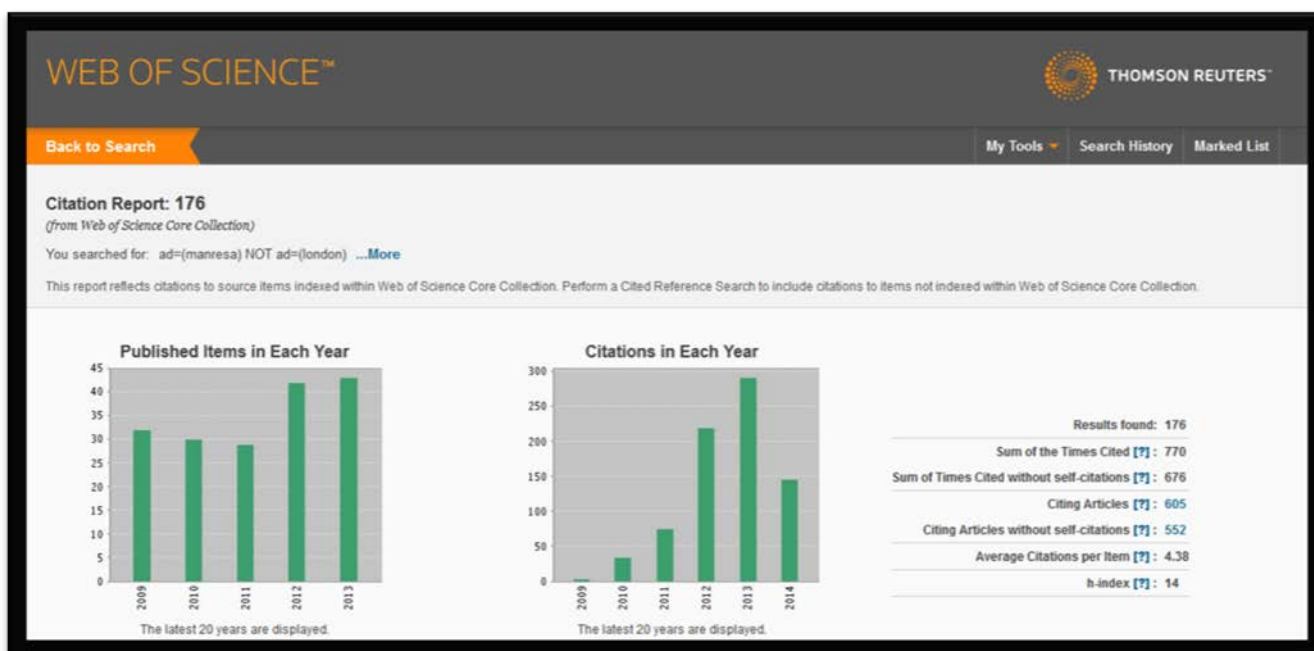 WEB OF SCIENCE™
THOMSON REUTERS™
Back to Search
My Tools Search History Marked List
Citation Report: 176
(from Web of Science Core Collection)
You searched for: ad=(manresa) NOT ad=(london) ...More
This report reflects citations to source items indexed within Web of Science Core Collection. Perform a Cited Reference Search to include citations to items not indexed within Web of Science Core Collection.
Published Items in Each Year
45
40
35
30
25
20
15
10
5
0
2009
2010
2011
2012
2013
The latest 20 years are displayed.
Citations in Each Year
300
250
200
150
100
50
0
2009
2010
2011
2012
2013
2014
The latest 20 years are displayed.
Results found: 176
Sum of the Times Cited [?] : 770
Sum of Times Cited without self-citations [?] : 676
Citing Articles [?] : 605
Citing Articles without self-citations [?] : 552
Average Citations per Item [?] : 4.38
h-index [?] : 14